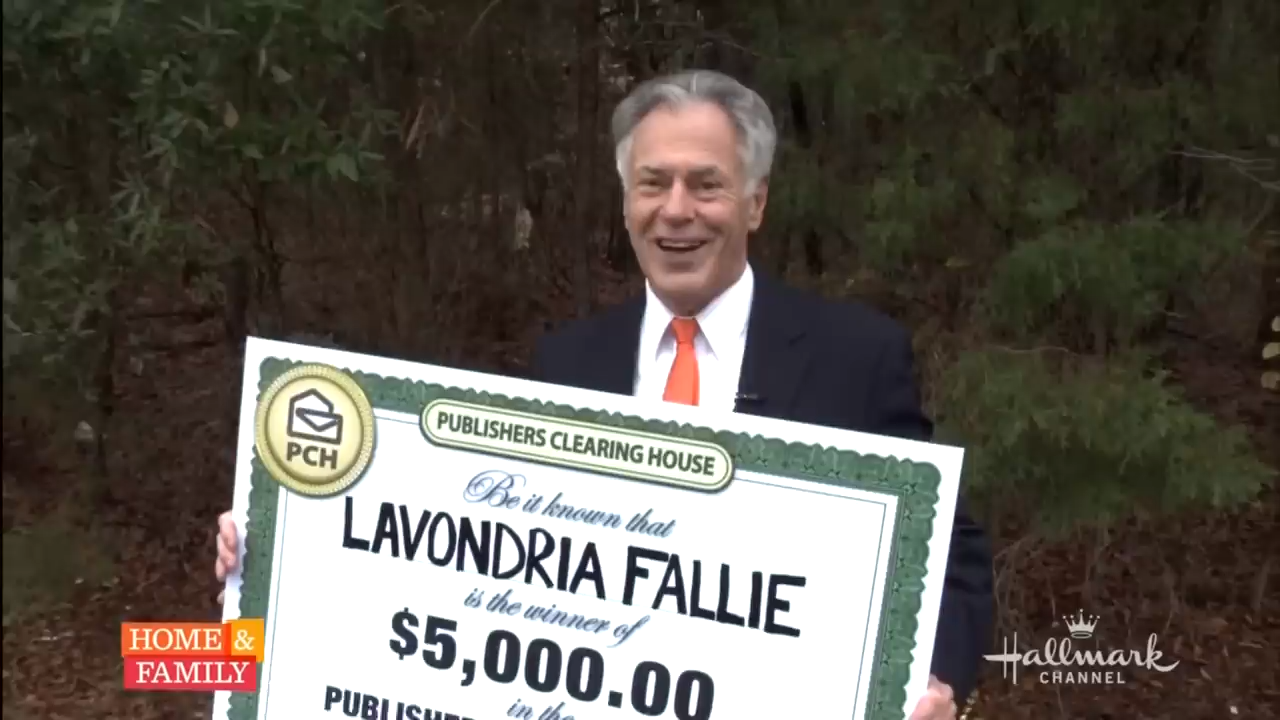 PCH
PUBLISHERS CLEARING HOUSE
Be it known that
LAVONDRIA FALLIE
is the winner of
$5,000.00
in the
HOME &
FAMILY
Hallmark
CHANNEL